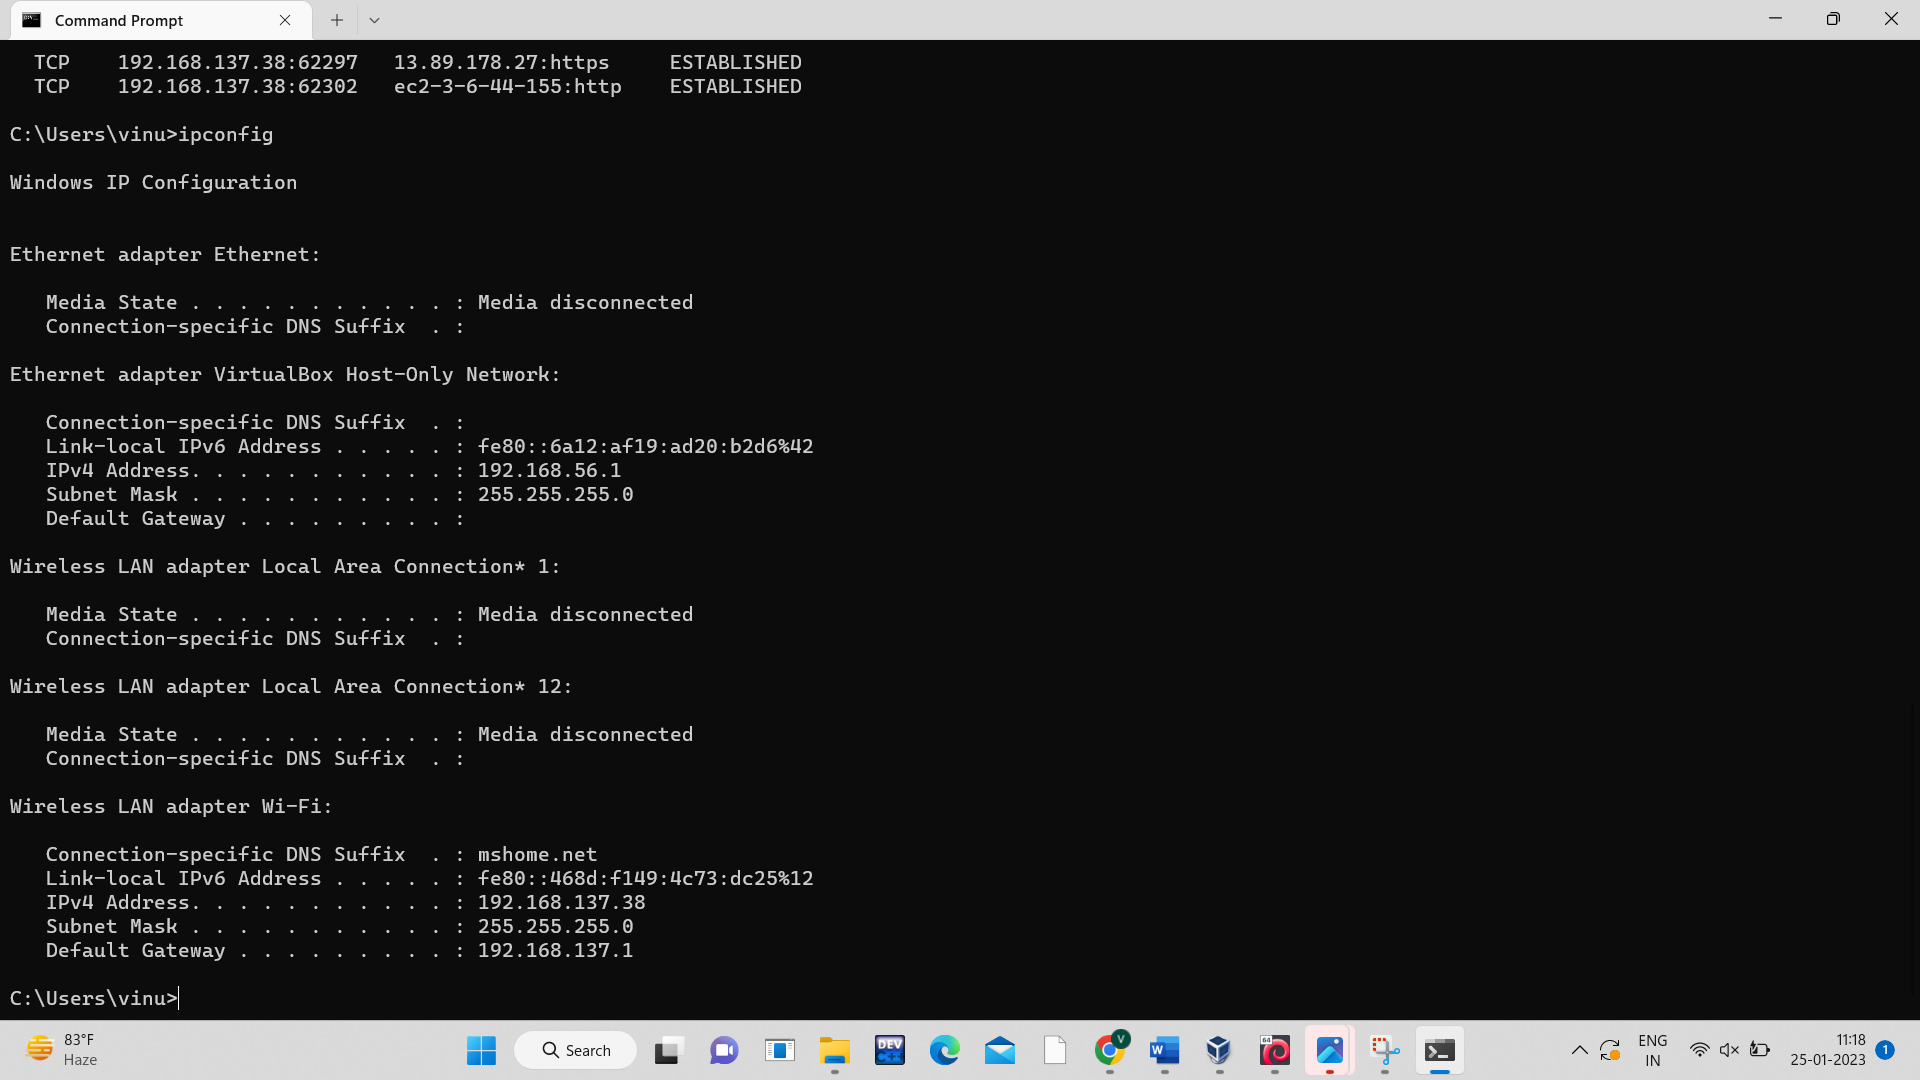 Command Prompt
TCP    192.168.137.38:62297   13.89.178.27:https     ESTABLISHED
TCP    192.168.137.38:62302   ec2-3-6-44-155:http    ESTABLISHED
C:\Users\vinu>ipconfig
Windows IP Configuration
Ethernet adapter Ethernet:
Media State . . . . . . . . . . . : Media disconnected
Connection-specific DNS Suffix  . :
Ethernet adapter VirtualBox Host-Only Network:
Connection-specific DNS Suffix  . :
Link-local IPv6 Address . . . . . : fe80::6a12:af19:ad20:b2d6%42
IPv4 Address. . . . . . . . . . . : 192.168.56.1
Subnet Mask . . . . . . . . . . . : 255.255.255.0
Default Gateway . . . . . . . . . :
Wireless LAN adapter Local Area Connection* 1:
Media State . . . . . . . . . . . : Media disconnected
Connection-specific DNS Suffix  . :
Wireless LAN adapter Local Area Connection* 12:
Media State . . . . . . . . . . . : Media disconnected
Connection-specific DNS Suffix  . :
Wireless LAN adapter Wi-Fi:
Connection-specific DNS Suffix  . : mshome.net
Link-local IPv6 Address . . . . . : fe80::468d:f149:4c73:dc25%12
IPv4 Address. . . . . . . . . . . : 192.168.137.38
Subnet Mask . . . . . . . . . . . : 255.255.255.0
Default Gateway . . . . . . . . . : 192.168.137.1
C:\Users\vinu>
83°F
Haze
Search
DEV
C++
V
W
64
ENG
IN
11:18
25-01-2023
1